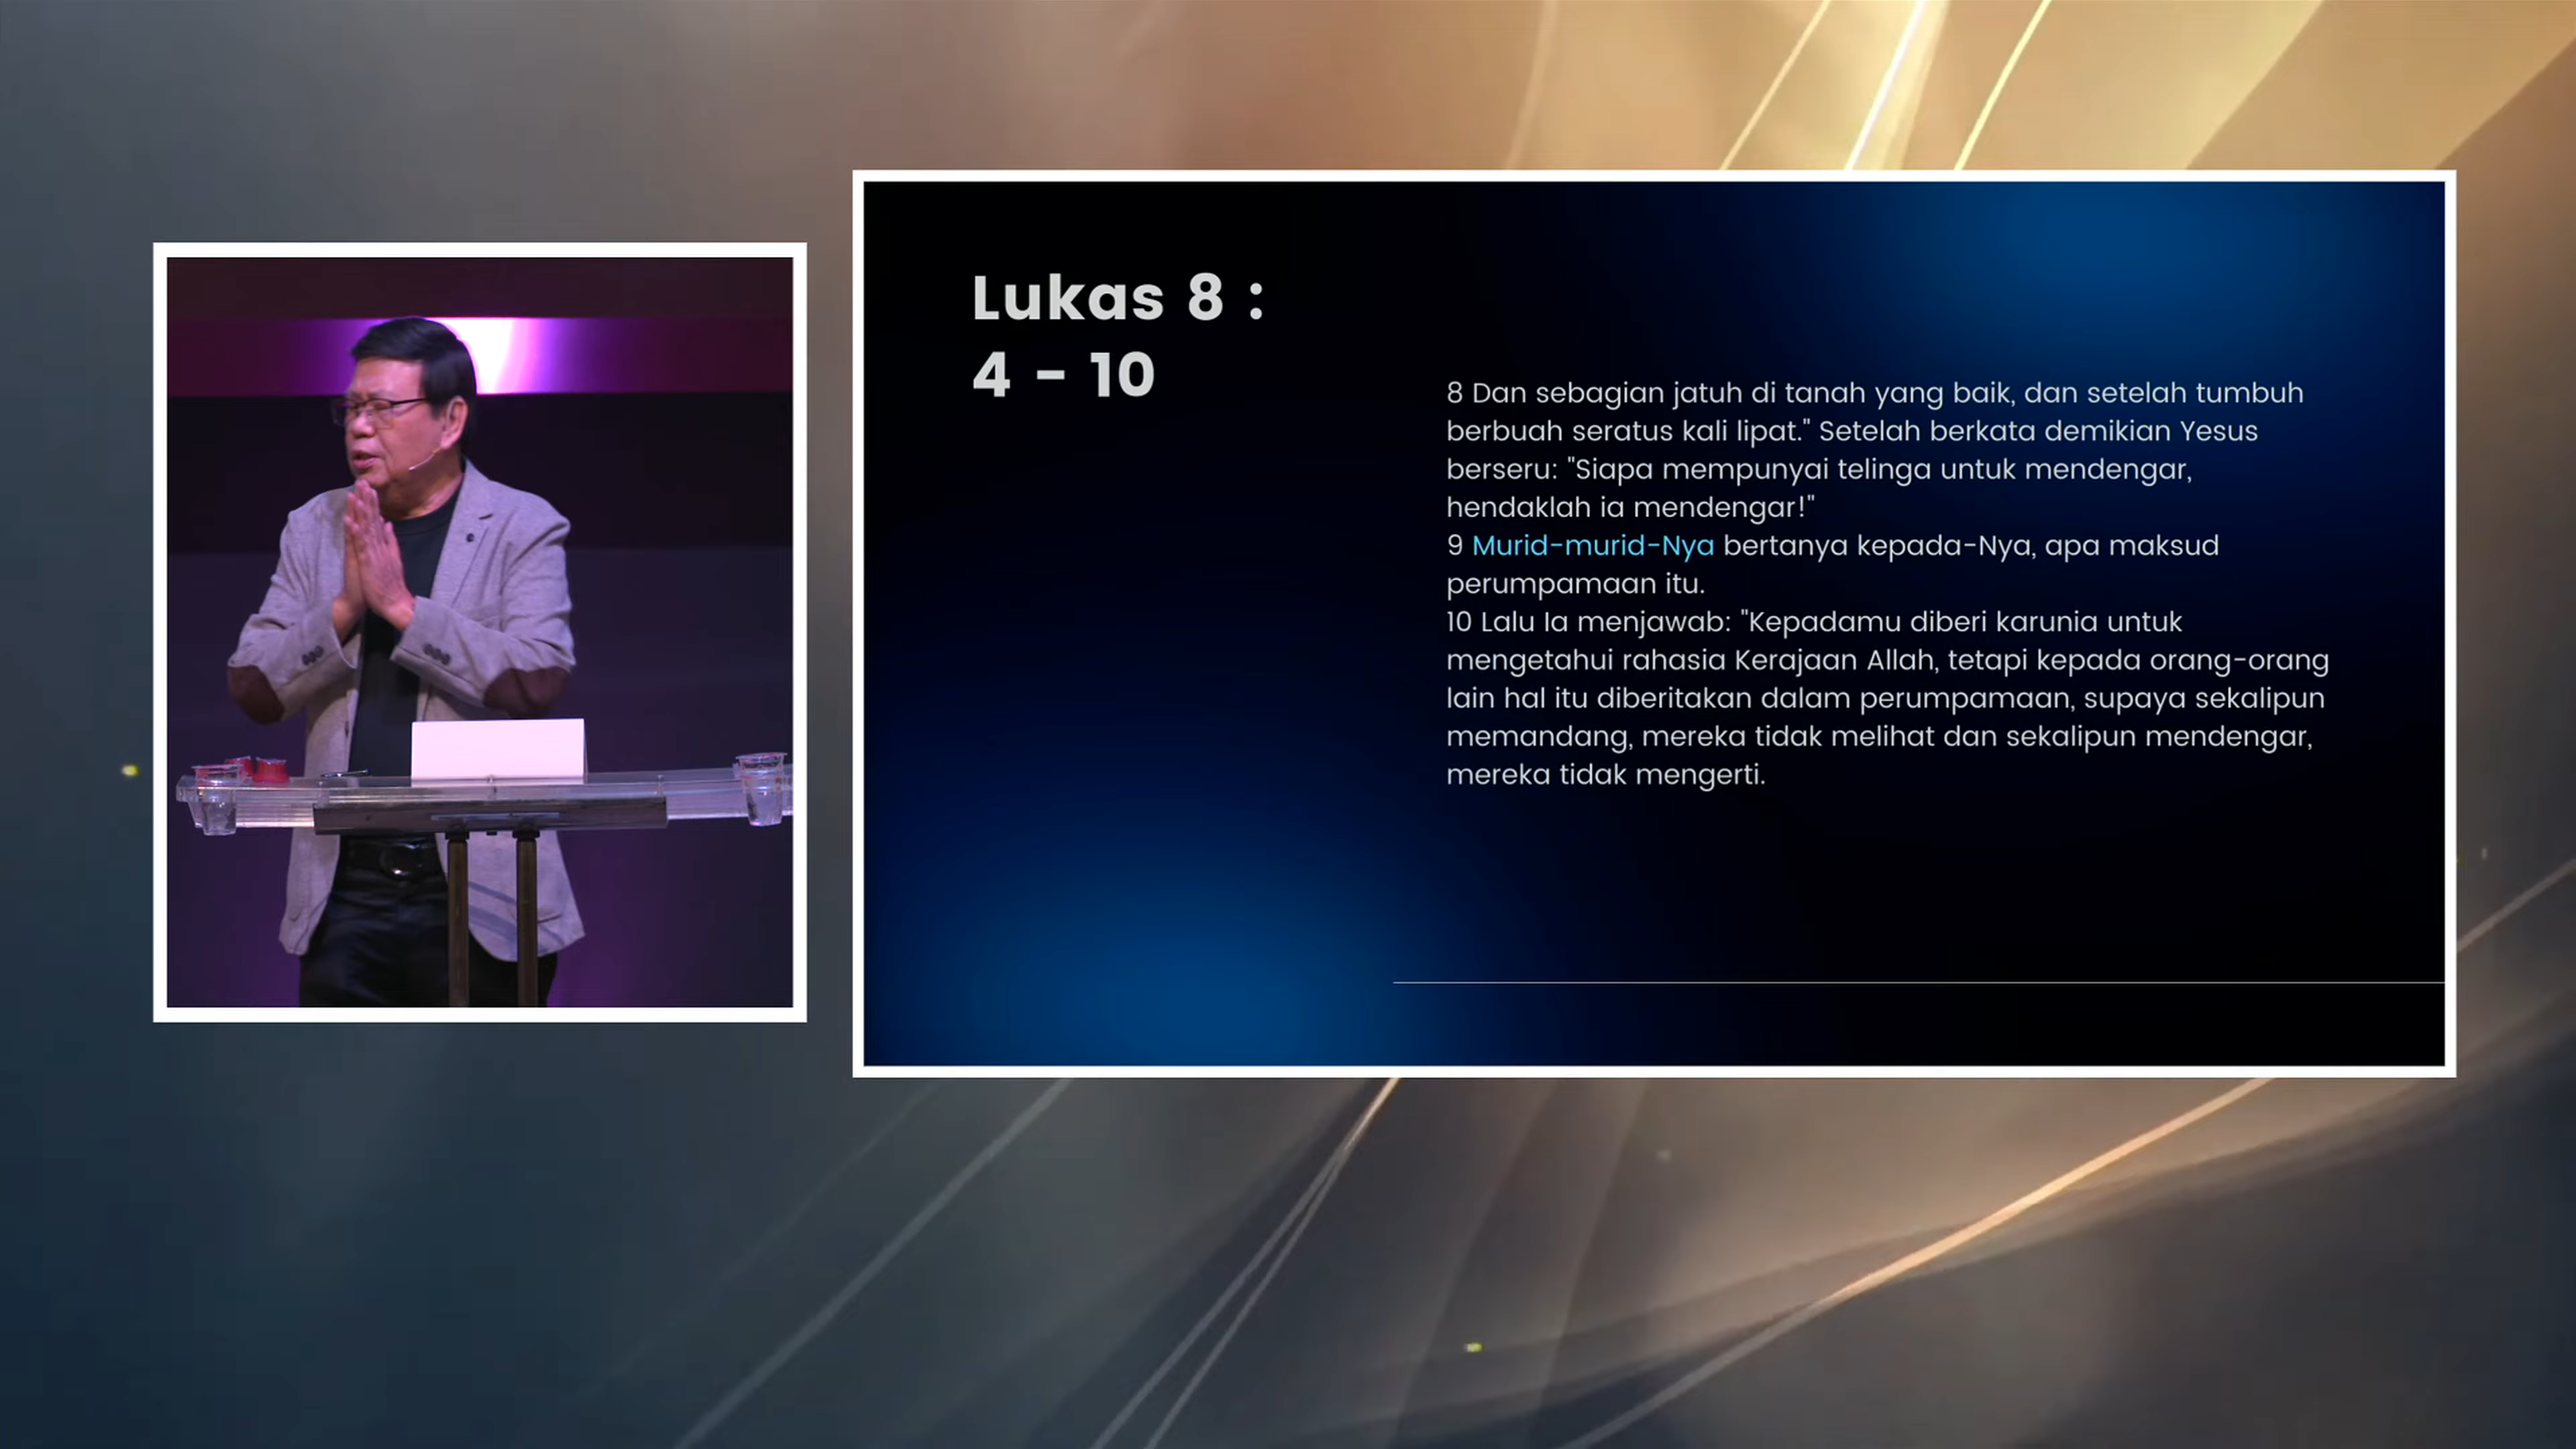 Lukas 8 :
4 - 10
8 Dan sebagian jatuh di tanah yang baik, dan setelah tumbuh
berbuah seratus kali lipat." Setelah berkata demikian Yesus
berseru: "Siapa mempunyai telinga untuk mendengar,
hendaklah ia mendengar!"
9 Murid-murid-Nya bertanya kepada-Nya, apa maksud
perumpamaan itu.
10 Lalu Ia menjawab: "Kepadamu diberi karunia untuk
mengetahui rahasia Kerajaan Allah, tetapi kepada orang-orang
lain hal itu diberitakan dalam perumpamaan, supaya sekalipun
memandang, mereka tidak melihat dan sekalipun mendengar,
mereka tidak mengerti.